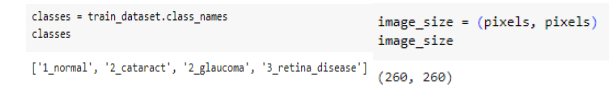 classes = train_dataset.class_names
classes
['1_normal', '2_cataract', '2_glaucoma', '3_retina_disease']
image_size = (pixels, pixels)
image_size
(260, 260)